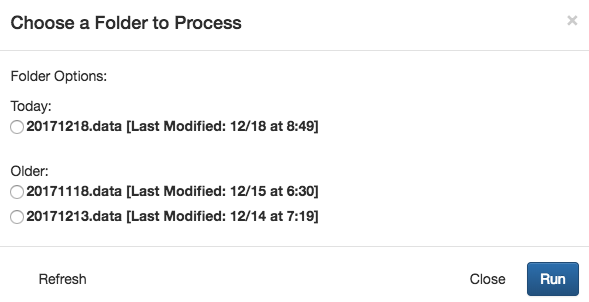 Choose a Folder to Process ×
Folder Options:
Today:
20171218.data [Last Modified: 12/18 at 8:49]
Older:
20171118.data [Last Modified: 12/15 at 6:30]
20171213.data [Last Modified: 12/14 at 7:19]
Refresh Close Run